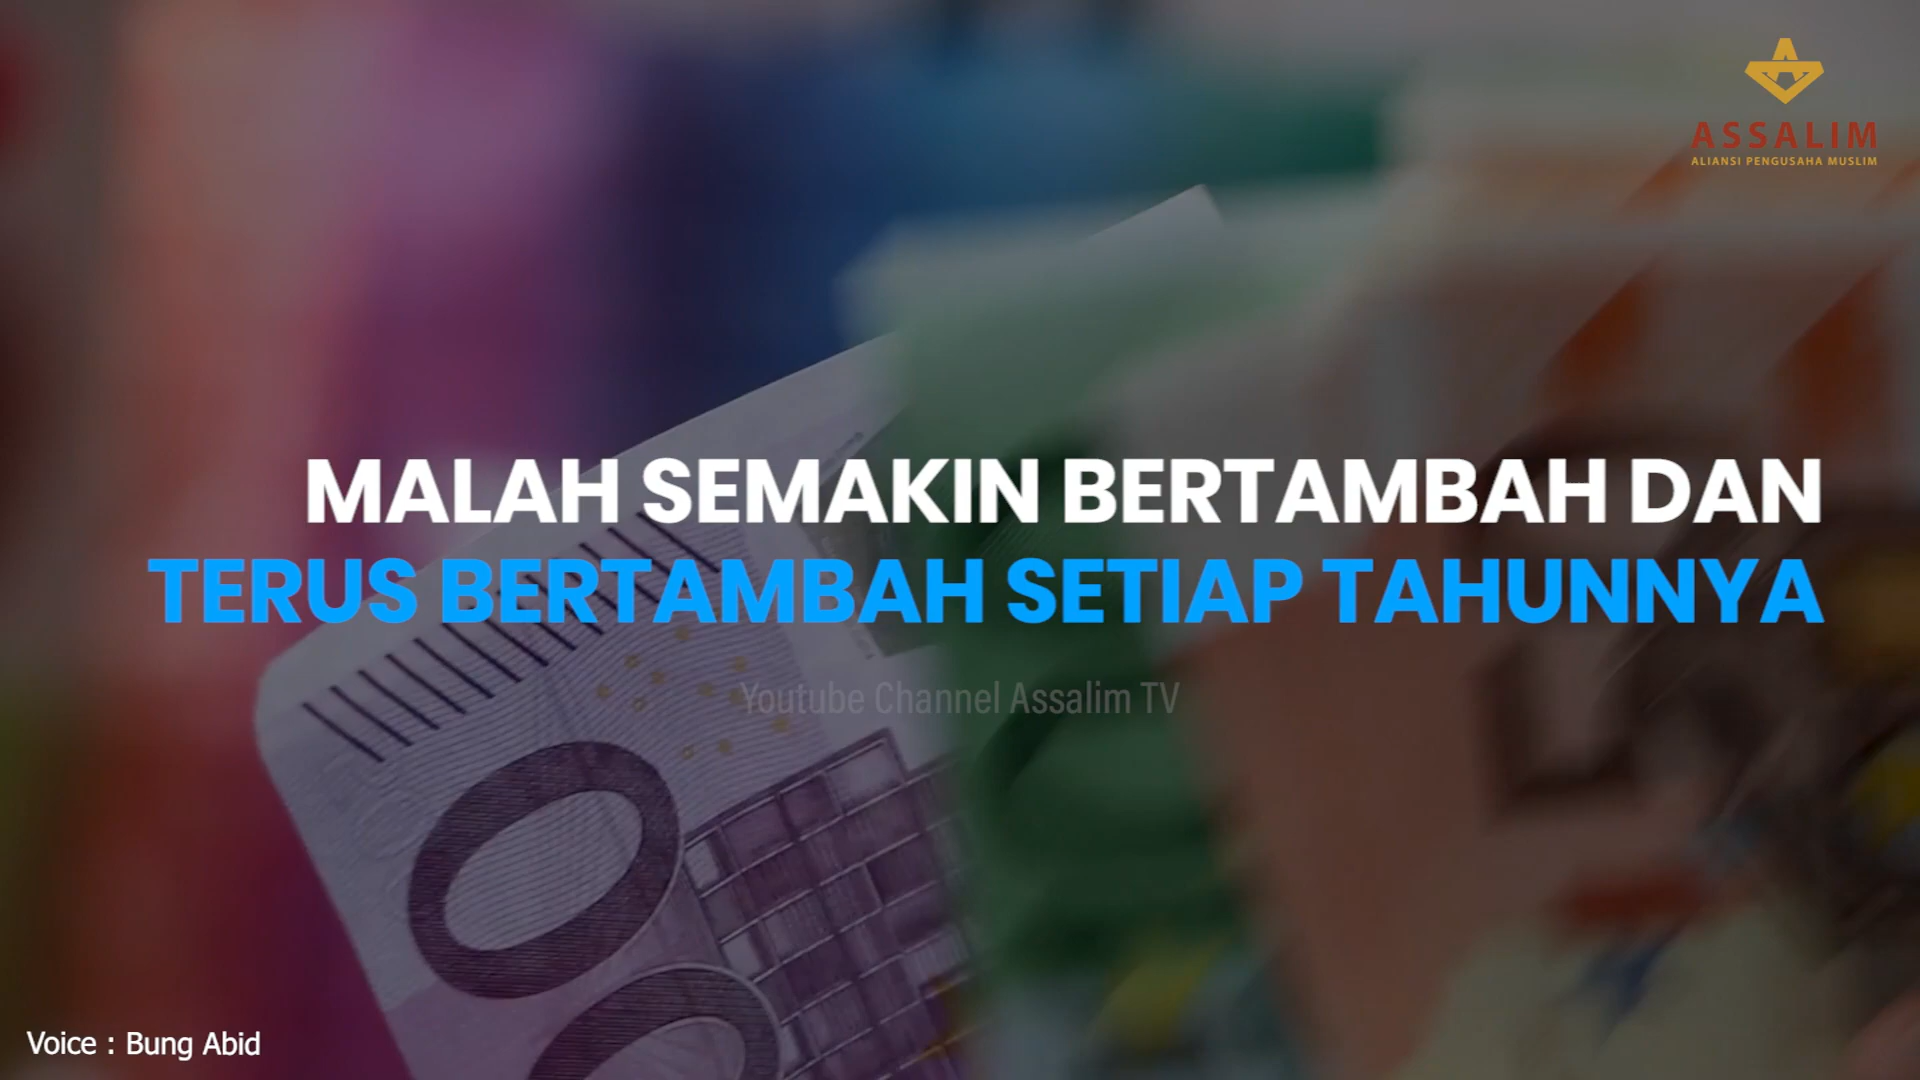 ASSALIM
ALIANSI PENGUSAHA MUSLIM
MALAH SEMAKIN BERTAMBAH DAN
TERUS BERTAMBAH SETIAP TAHUNNYA
Youtube Channel Assalim TV
00
Voice : Bung Abid